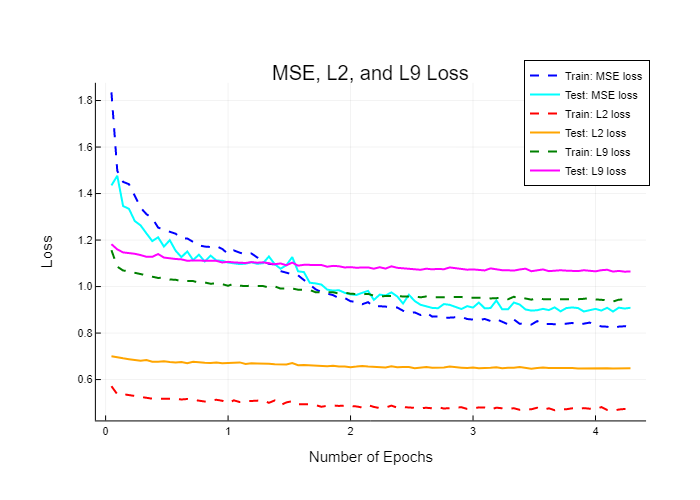 MSE, L2, and L9 Loss
Train: MSE loss
Test: MSE loss
Train: L2 loss
Test: L2 loss
Train: L9 loss
Test: L9 loss
Loss
1.8
1.6
1.4
1.2
1.0
0.8
0.6
0 1 2 3 4
Number of Epochs